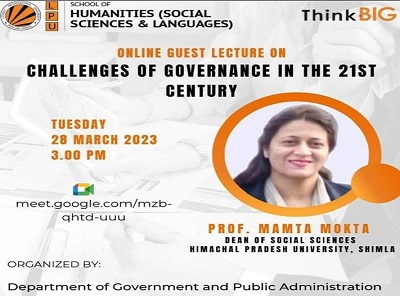 LPU
SCHOOL OF
HUMANITIES (SOCIAL
SCIENCES & LANGUAGES)
ThinkBIG
ONLINE GUEST LECTURE ON
CHALLENGES OF GOVERNANCE IN THE 21ST
CENTURY
TUESDAY
28 MARCH 2023
3.00 PM
meet.google.com/mzb-
qhtd-uuu
PROF. MAMTA MOKTA
DEAN OF SOCIAL SCIENCES
HIMACHAL PRADESH UNIVERSITY, SHIMLA
ORGANIZED BY:
Department of Government and Public Administration